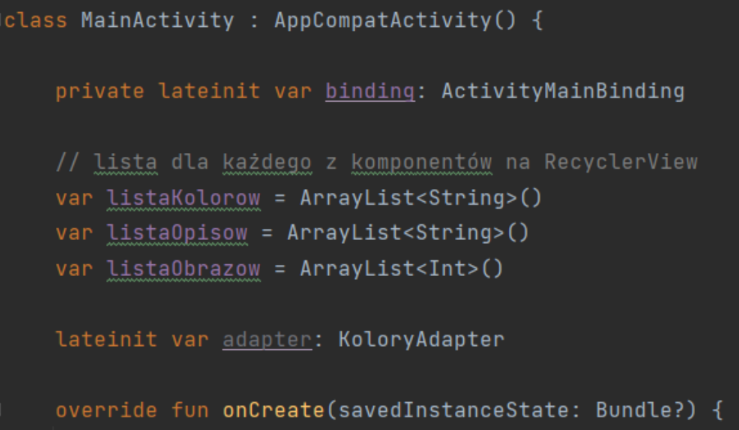 class MainActivity : AppCompatActivity() {
private lateinit var binding: ActivityMainBinding
// lista dla każdego z komponentów na RecyclerView
var listaKolorow = ArrayList<String>()
var listaOpisow = ArrayList<String>()
var listaObrazow = ArrayList<Int>()
lateinit var adapter: KoloryAdapter
override fun onCreate(savedInstanceState: Bundle?) {